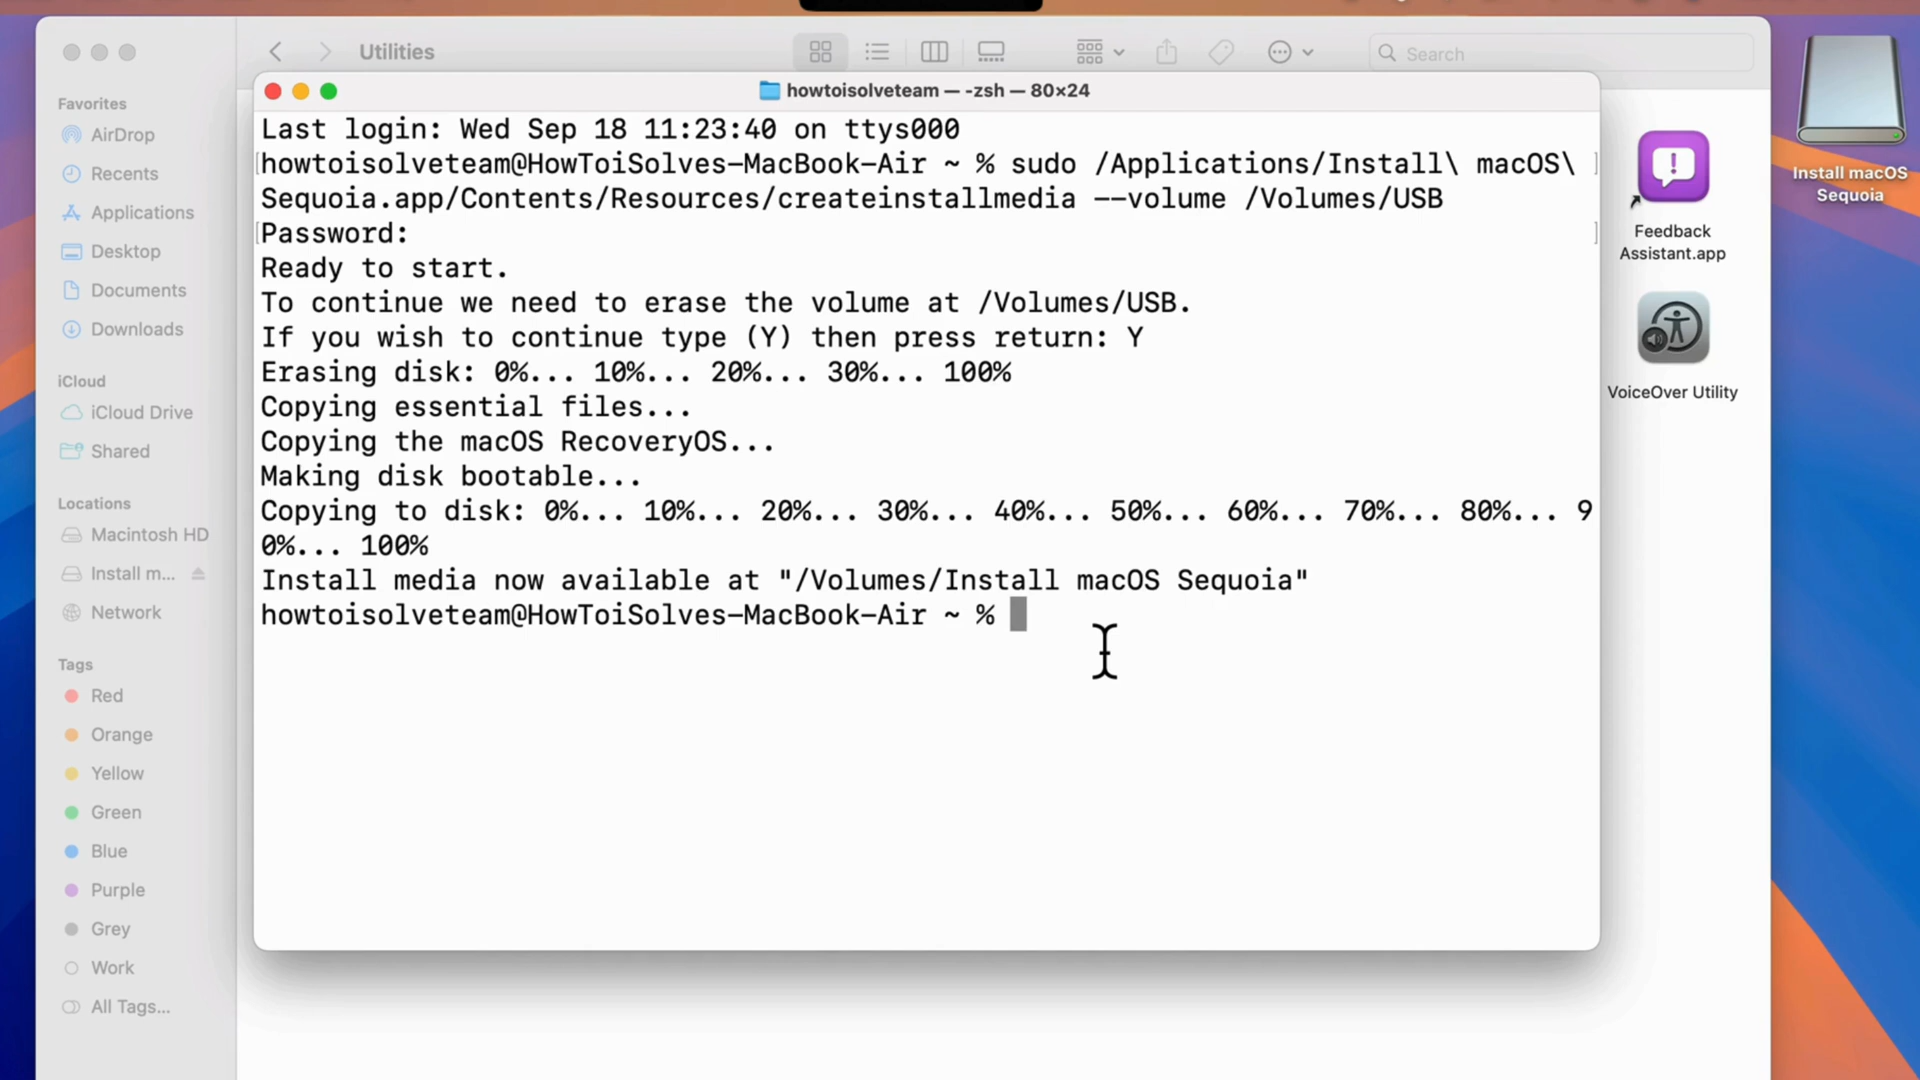 Utilities
Search
Favorites
AirDrop
Recents
Applications
Desktop
Documents
Downloads
iCloud
iCloud Drive
Shared
Locations
Macintosh HD
Install m...
Network
Tags
Red
Orange
Yellow
Green
Blue
Purple
Grey
Work
All Tags...
howtoisolveteam — -zsh — 80×24
Last login: Wed Sep 18 11:23:40 on ttys000
[howtoisolveteam@HowToiSolves-MacBook-Air ~ % sudo /Applications/Install\ macOS\ ]
Sequoia.app/Contents/Resources/createinstallmedia --volume /Volumes/USB
[Password: ]
Ready to start.
To continue we need to erase the volume at /Volumes/USB.
If you wish to continue type (Y) then press return: Y
Erasing disk: 0%... 10%... 20%... 30%... 100%
Copying essential files...
Copying the macOS RecoveryOS...
Making disk bootable...
Copying to disk: 0%... 10%... 20%... 30%... 40%... 50%... 60%... 70%... 80%... 9
0%... 100%
Install media now available at "/Volumes/Install macOS Sequoia"
howtoisolveteam@HowToiSolves-MacBook-Air ~ %
Feedback
Assistant.app
VoiceOver Utility
Install macOS
Sequoia